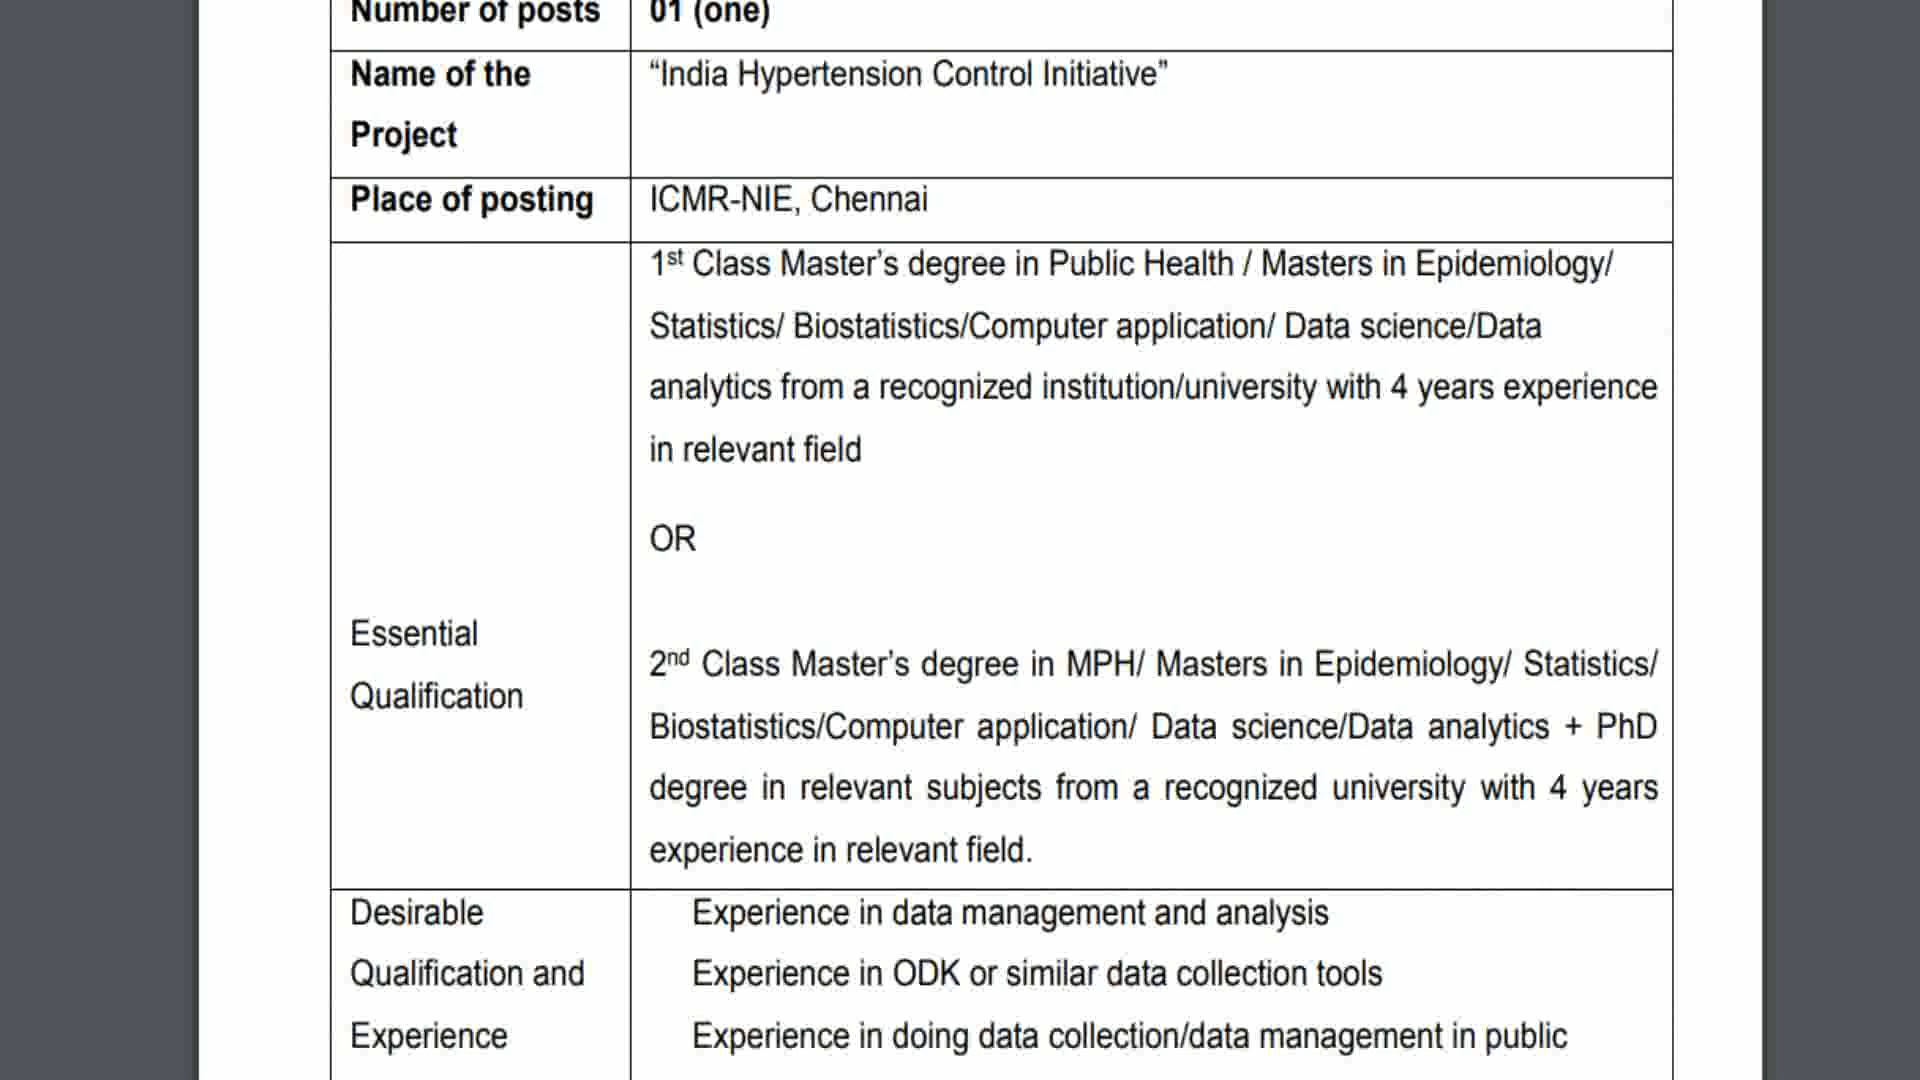 Number of posts 01 (one)
Name of the “India Hypertension Control Initiative”
Project
Place of posting ICMR-NIE, Chennai
Essential
Qualification
1st Class Master’s degree in Public Health / Masters in Epidemiology/
Statistics/ Biostatistics/Computer application/ Data science/Data
analytics from a recognized institution/university with 4 years experience
in relevant field
OR
2nd Class Master’s degree in MPH/ Masters in Epidemiology/ Statistics/
Biostatistics/Computer application/ Data science/Data analytics + PhD
degree in relevant subjects from a recognized university with 4 years
experience in relevant field.
Desirable
Qualification and
Experience
Experience in data management and analysis
Experience in ODK or similar data collection tools
Experience in doing data collection/data management in public